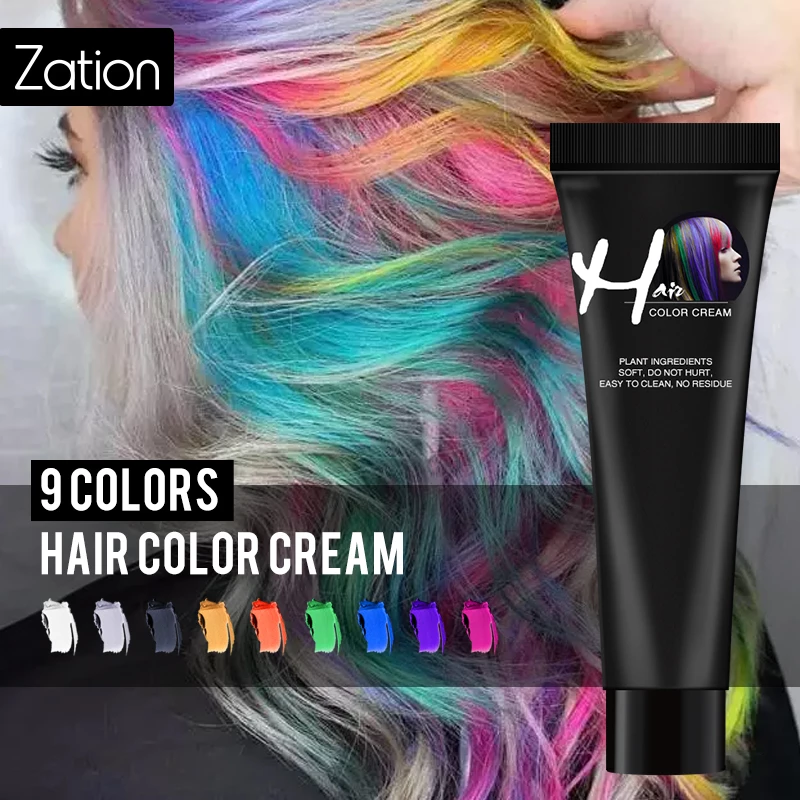 Zation
Hair
COLOR CREAM
PLANT INGREDIENTS
SOFT, DO NOT HURT,
EASY TO CLEAN, NO RESIDUE
9 COLORS
HAIR COLOR CREAM